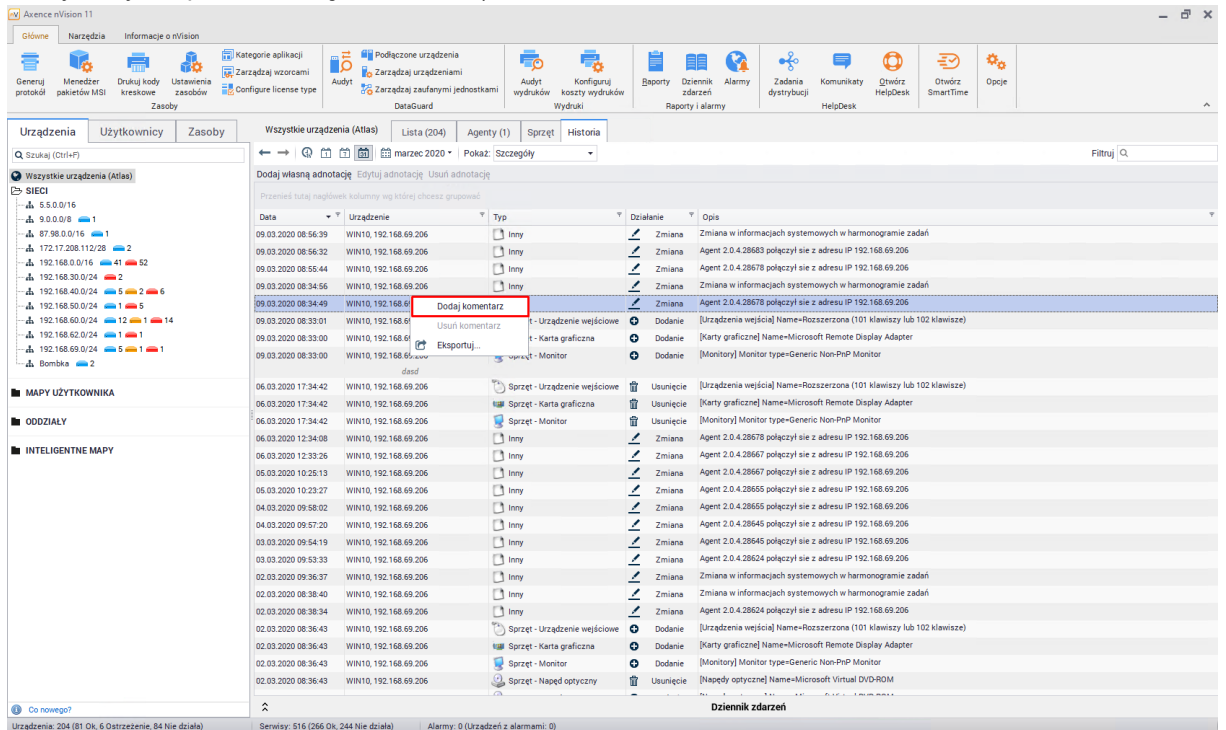 Axence nVision 11
Główne Narzędzia Informacje o nVision
Generuj protokół
Menedżer pakietów MSI
Drukuj kody kreskowe
Ustawienia zasobów
Kategorie aplikacji
Zarządzaj wzorcami
Configure license type
Zasoby
Audyt
Podłączone urządzenia
Zarządzaj urządzeniami
Zarządzaj zaufanymi jednostkami
DataGuard
Audyt wydruków
Konfiguruj koszty wydruków
Wydruki
Raporty
Dziennik zdarzeń
Alarmy
Raporty i alarmy
Zadania dystrybucji
Komunikaty
Otwórz HelpDesk
HelpDesk
Otwórz SmartTime
Opcje
Urządzenia Użytkownicy Zasoby
Szukaj (Ctrl+F)
Wszystkie urządzenia (Atlas)
SIECI
5.5.0.0/16
9.0.0.0/8 1
87.98.0.0/16 1
172.17.208.112/28 2
192.168.0.0/16 41 52
192.168.30.0/24 2
192.168.40.0/24 5 2 6
192.168.50.0/24 1 5
192.168.60.0/24 12 1 14
192.168.62.0/24 1 1
192.168.69.0/24 5 1 1
Bombka 2
MAPY UŻYTKOWNIKA
ODDZIAŁY
INTELIGENTNE MAPY
Co nowego?
Wszystkie urządzenia (Atlas) Lista (204) Agenty (1) Sprzęt Historia
marzec 2020 Pokaż: Szczegóły Filtruj
Dodaj własną adnotację Edytuj adnotację Usuń adnotację
Przenieś tutaj nagłówek kolumny wg której chcesz grupować
Data Urządzenie Typ Działanie Opis
09.03.2020 08:56:39 WIN10, 192.168.69.206 Inny Zmiana Zmiana w informacjach systemowych w harmonogramie zadań
09.03.2020 08:56:32 WIN10, 192.168.69.206 Inny Zmiana Agent 2.0.4.28683 połączył sie z adresu IP 192.168.69.206
09.03.2020 08:55:44 WIN10, 192.168.69.206 Inny Zmiana Agent 2.0.4.28678 połączył sie z adresu IP 192.168.69.206
09.03.2020 08:34:56 WIN10, 192.168.69.206 Inny Zmiana Zmiana w informacjach systemowych w harmonogramie zadań
09.03.2020 08:34:49 WIN10, 192.168.69 Zmiana Agent 2.0.4.28678 połączył sie z adresu IP 192.168.69.206
Dodaj komentarz
Usuń komentarz
Eksportuj...
09.03.2020 08:33:01 WIN10, 192.168.6 - Urządzenie wejściowe Dodanie [Urządzenia wejścia] Name=Rozszerzona (101 klawiszy lub 102 klawisze)
09.03.2020 08:33:00 WIN10, 192.168.6 - Karta graficzna Dodanie [Karty graficzne] Name=Microsoft Remote Display Adapter
09.03.2020 08:33:00 WIN10, 192.168.69.206 Sprzęt - Monitor Dodanie [Monitory] Monitor type=Generic Non-PnP Monitor
dasd
06.03.2020 17:34:42 WIN10, 192.168.69.206 Sprzęt - Urządzenie wejściowe Usunięcie [Urządzenia wejścia] Name=Rozszerzona (101 klawiszy lub 102 klawisze)
06.03.2020 17:34:42 WIN10, 192.168.69.206 Sprzęt - Karta graficzna Usunięcie [Karty graficzne] Name=Microsoft Remote Display Adapter
06.03.2020 17:34:42 WIN10, 192.168.69.206 Sprzęt - Monitor Usunięcie [Monitory] Monitor type=Generic Non-PnP Monitor
06.03.2020 12:34:08 WIN10, 192.168.69.206 Inny Zmiana Agent 2.0.4.28678 połączył sie z adresu IP 192.168.69.206
06.03.2020 12:33:26 WIN10, 192.168.69.206 Inny Zmiana Agent 2.0.4.28667 połączył sie z adresu IP 192.168.69.206
05.03.2020 10:25:13 WIN10, 192.168.69.206 Inny Zmiana Agent 2.0.4.28667 połączył sie z adresu IP 192.168.69.206
05.03.2020 10:23:27 WIN10, 192.168.69.206 Inny Zmiana Agent 2.0.4.28655 połączył sie z adresu IP 192.168.69.206
04.03.2020 09:58:02 WIN10, 192.168.69.206 Inny Zmiana Agent 2.0.4.28655 połączył sie z adresu IP 192.168.69.206
04.03.2020 09:57:20 WIN10, 192.168.69.206 Inny Zmiana Agent 2.0.4.28645 połączył sie z adresu IP 192.168.69.206
03.03.2020 09:54:19 WIN10, 192.168.69.206 Inny Zmiana Agent 2.0.4.28645 połączył sie z adresu IP 192.168.69.206
03.03.2020 09:53:33 WIN10, 192.168.69.206 Inny Zmiana Agent 2.0.4.28624 połączył sie z adresu IP 192.168.69.206
02.03.2020 09:36:37 WIN10, 192.168.69.206 Inny Zmiana Zmiana w informacjach systemowych w harmonogramie zadań
02.03.2020 08:38:40 WIN10, 192.168.69.206 Inny Zmiana Zmiana w informacjach systemowych w harmonogramie zadań
02.03.2020 08:38:34 WIN10, 192.168.69.206 Inny Zmiana Agent 2.0.4.28624 połączył sie z adresu IP 192.168.69.206
02.03.2020 08:36:43 WIN10, 192.168.69.206 Sprzęt - Urządzenie wejściowe Dodanie [Urządzenia wejścia] Name=Rozszerzona (101 klawiszy lub 102 klawisze)
02.03.2020 08:36:43 WIN10, 192.168.69.206 Sprzęt - Karta graficzna Dodanie [Karty graficzne] Name=Microsoft Remote Display Adapter
02.03.2020 08:36:43 WIN10, 192.168.69.206 Sprzęt - Monitor Dodanie [Monitory] Monitor type=Generic Non-PnP Monitor
02.03.2020 08:36:43 WIN10, 192.168.69.206 Sprzęt - Napęd optyczny Usunięcie [Napędy optyczne] Name=Microsoft Virtual DVD-ROM
Dziennik zdarzeń
Urządzenia: 204 (81 Ok, 6 Ostrzeżenie, 84 Nie działa) Serwisy: 516 (266 Ok, 244 Nie działa) Alarmy: 0 (Urządzeń z alarmami: 0)